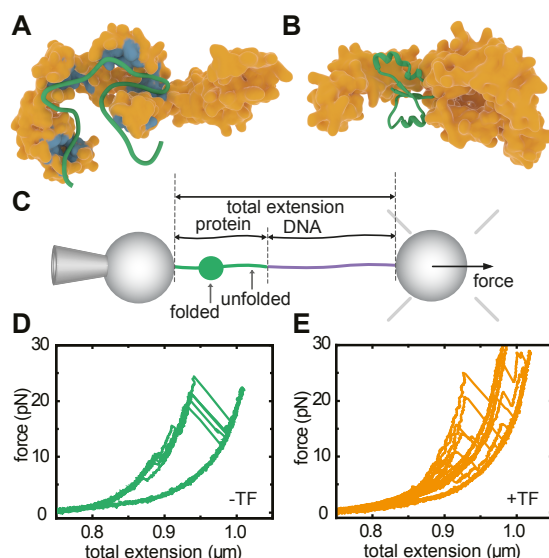 A
B
C
total extension
protein
DNA
force
unfolded
folded
D
E
30
20
10
0
force (pN)
-TF
0.8
0.9
1.0
total extension (µm)
30
20
10
0
force (pN)
+TF
0.8
0.9
1.0
total extension (µm)